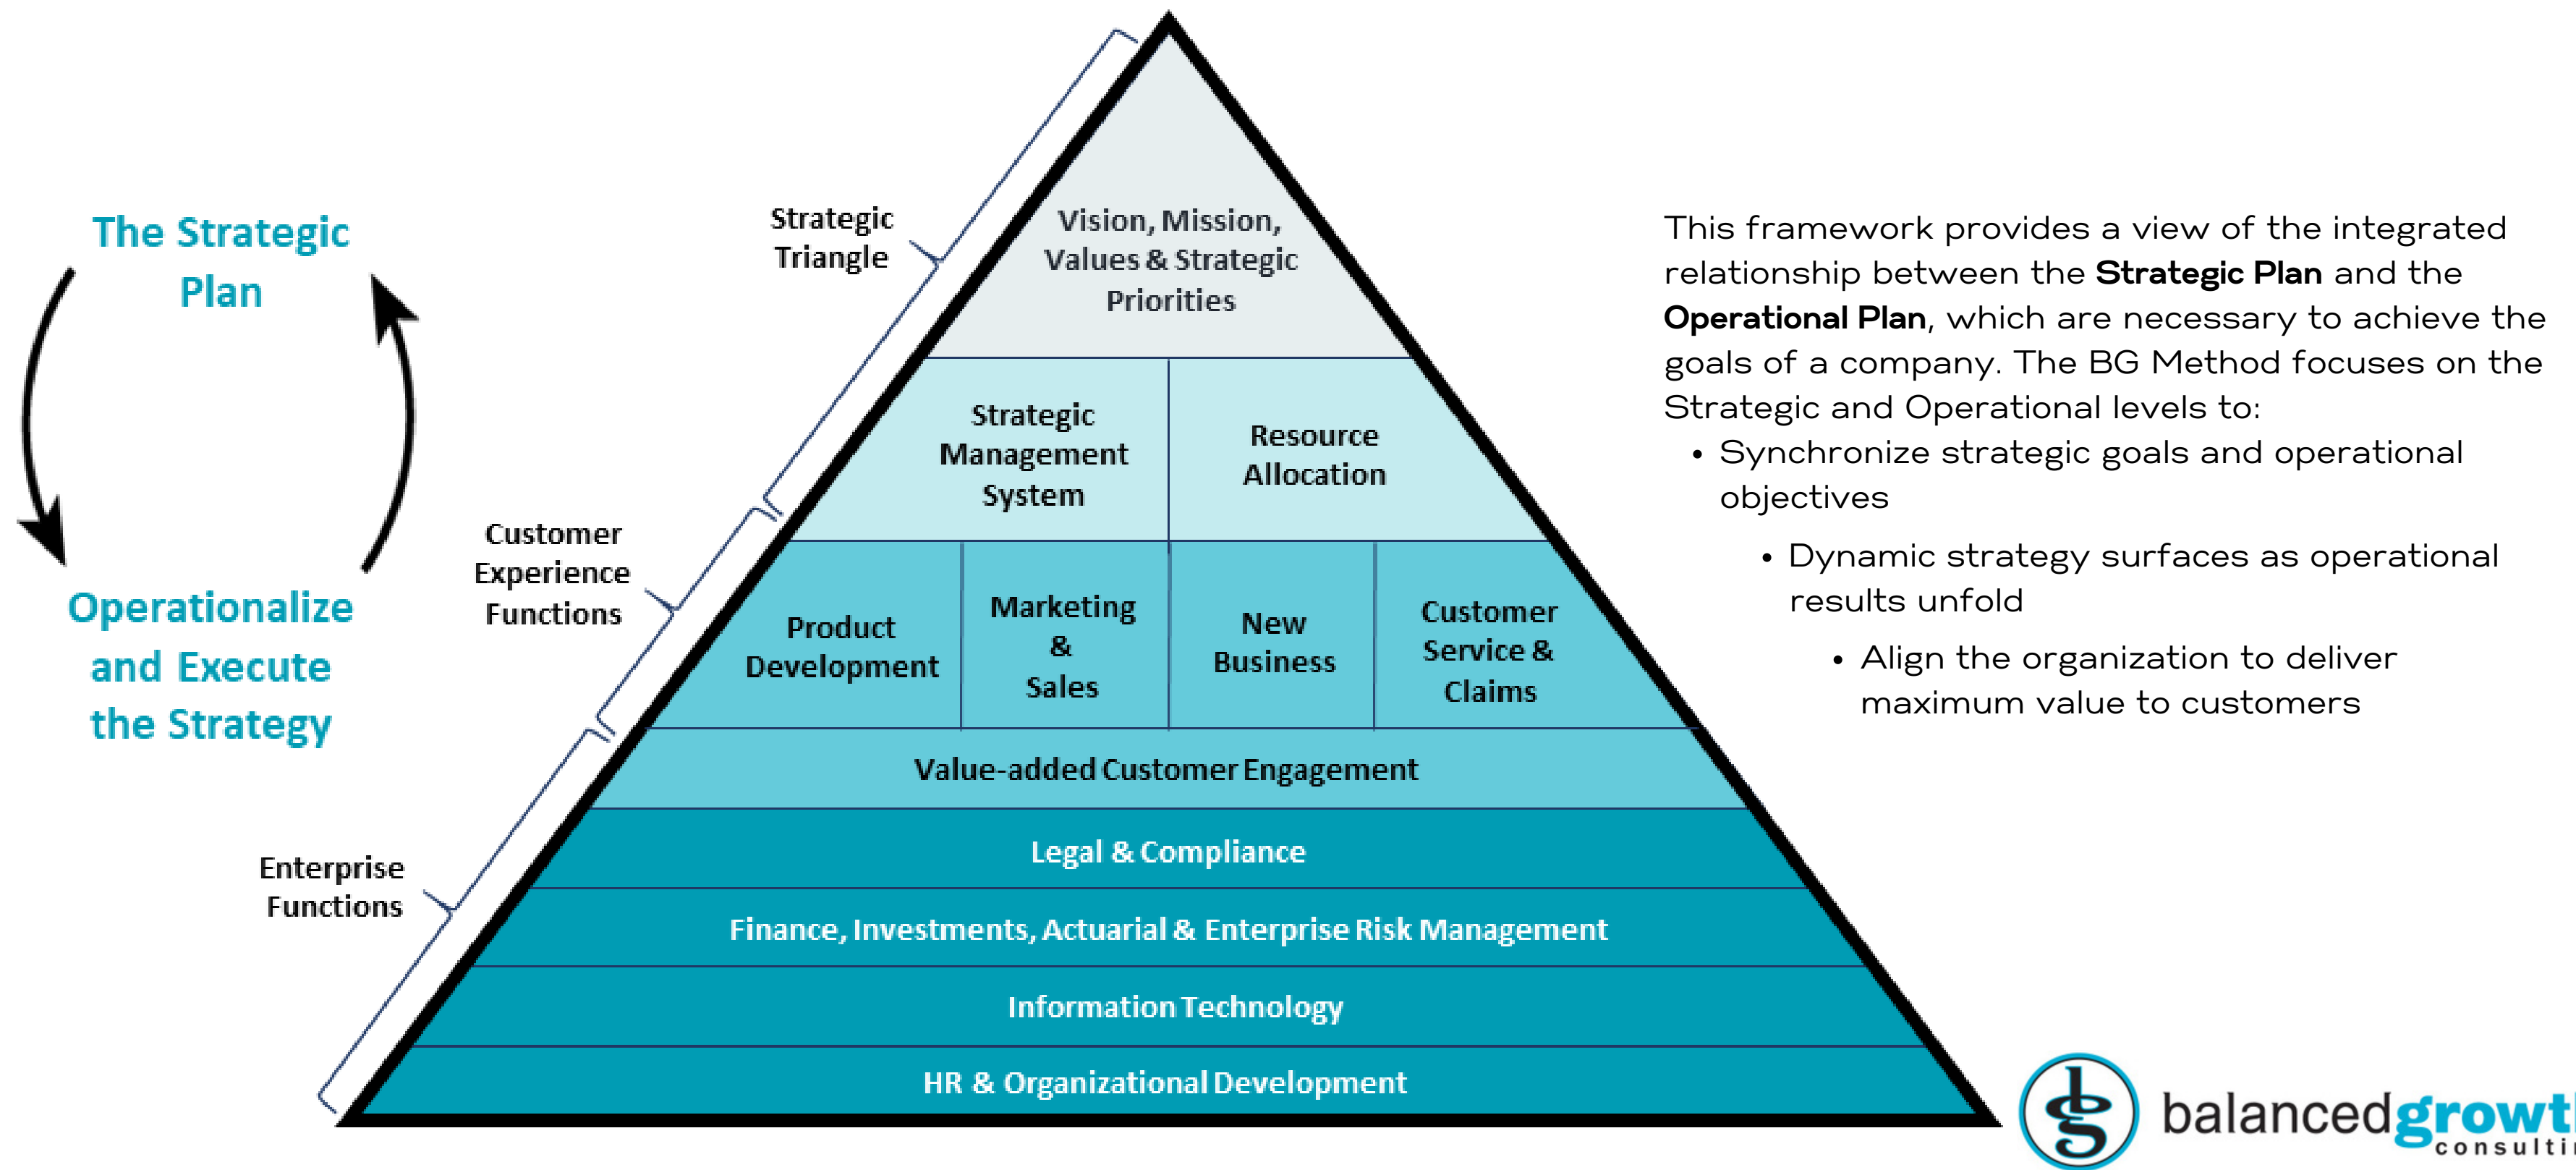 The Strategic
Plan
Operationalize
and Execute
the Strategy
Strategic
Triangle
Customer
Experience
Functions
Enterprise
Functions
Vision, Mission,
Values & Strategic
Priorities
Strategic
Management
System
Resource
Allocation
Product
Development
Marketing
&
Sales
New
Business
Customer
Service &
Claims
Value-added Customer Engagement
Legal & Compliance
Finance, Investments, Actuarial & Enterprise Risk Management
Information Technology
HR & Organizational Development
This framework provides a view of the integrated
relationship between the Strategic Plan and the
Operational Plan, which are necessary to achieve the
goals of a company. The BG Method focuses on the
Strategic and Operational levels to:
• Synchronize strategic goals and operational
objectives
• Dynamic strategy surfaces as operational
results unfold
• Align the organization to deliver
maximum value to customers
balancedgrowth
consultin